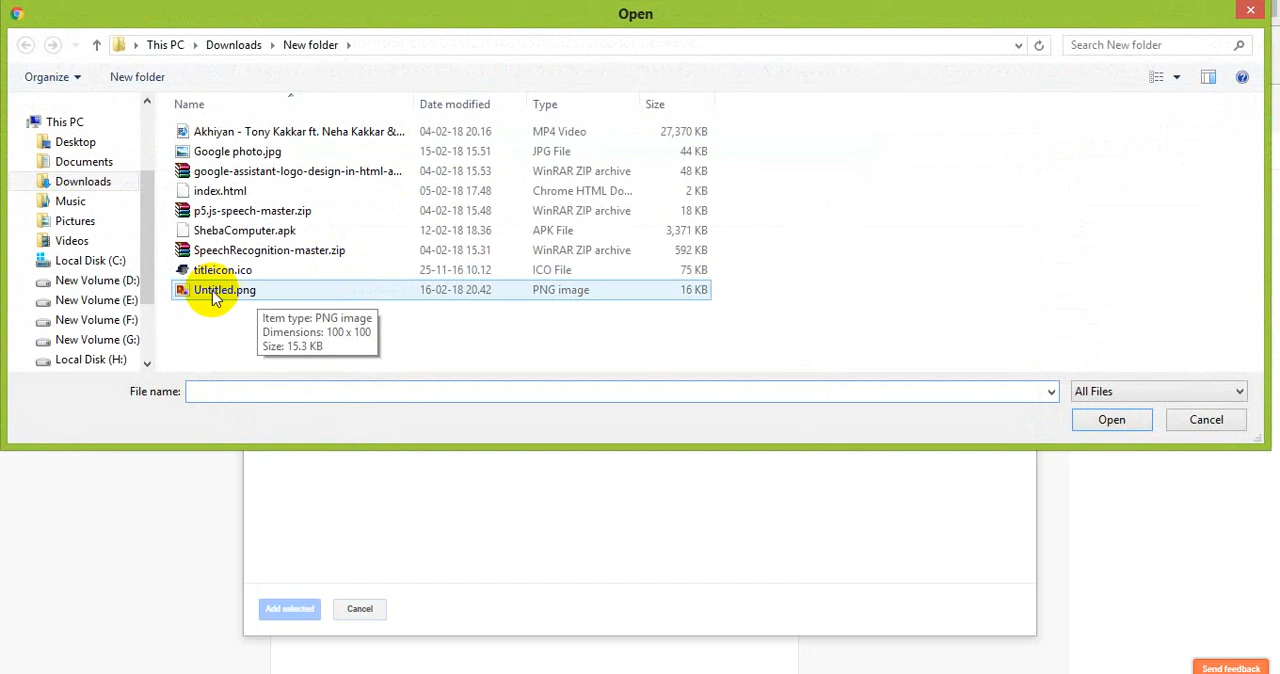 Open
This PC Downloads New folder
Search New folder
Organize New folder
Name Date modified Type Size
This PC
Desktop
Documents
Downloads
Music
Pictures
Videos
Local Disk (C:)
New Volume (D:)
New Volume (E:)
New Volume (F:)
New Volume (G:)
Local Disk (H:)
Akhiyan - Tony Kakkar ft. Neha Kakkar &... 04-02-18 20.16 MP4 Video 27,370 KB
Google photo.jpg 15-02-18 15.51 JPG File 44 KB
google-assistant-logo-design-in-html-a... 04-02-18 15.53 WinRAR ZIP archive 48 KB
index.html 05-02-18 17.48 Chrome HTML Do... 2 KB
p5.js-speech-master.zip 04-02-18 15.48 WinRAR ZIP archive 18 KB
ShebaComputer.apk 12-02-18 18.36 APK File 3,371 KB
SpeechRecognition-master.zip 04-02-18 15.31 WinRAR ZIP archive 592 KB
titleicon.ico 25-11-16 10.12 ICO File 75 KB
Untitled.png 16-02-18 20.42 PNG image 16 KB
Item type: PNG image
Dimensions: 100 x 100
Size: 15.3 KB
File name: All Files
Open Cancel
Add selected Cancel
Send feedback